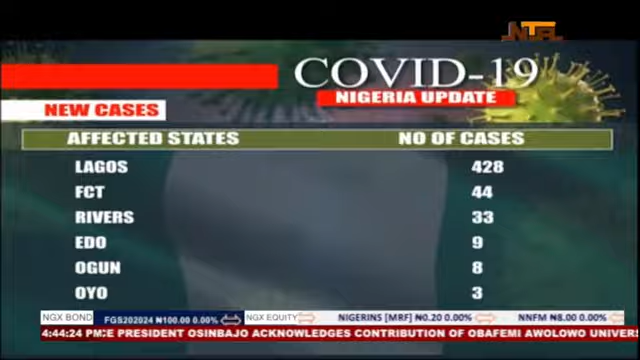 NTA
COVID-19
NIGERIA UPDATE
NEW CASES
AFFECTED STATES NO OF CASES
LAGOS 428
FCT 44
RIVERS 33
EDO 9
OGUN 8
OYO 3
NGX BOND FGS202024 ₦100.00 0.00% NGX EQUITY NIGERINS [MRF] ₦0.20 0.00% NNFM ₦8.00 0.00%
4:44:24 PM CE PRESIDENT OSINBAJO ACKNOWLEDGES CONTRIBUTION OF OBAFEMI AWOLOWO UNIVERS